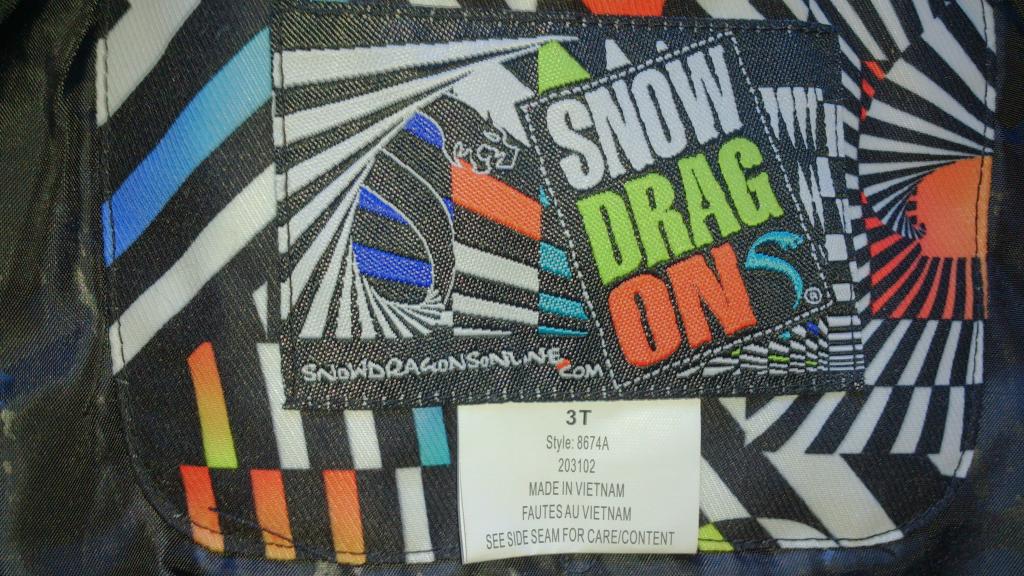 SNOW
DRAG
ONS
®
SNOWDRAGONSONLINE.COM
3T
Style: 8674A
203102
MADE IN VIETNAM
FAUTES AU VIETNAM
SEE SIDE SEAM FOR CARE/CONTENT